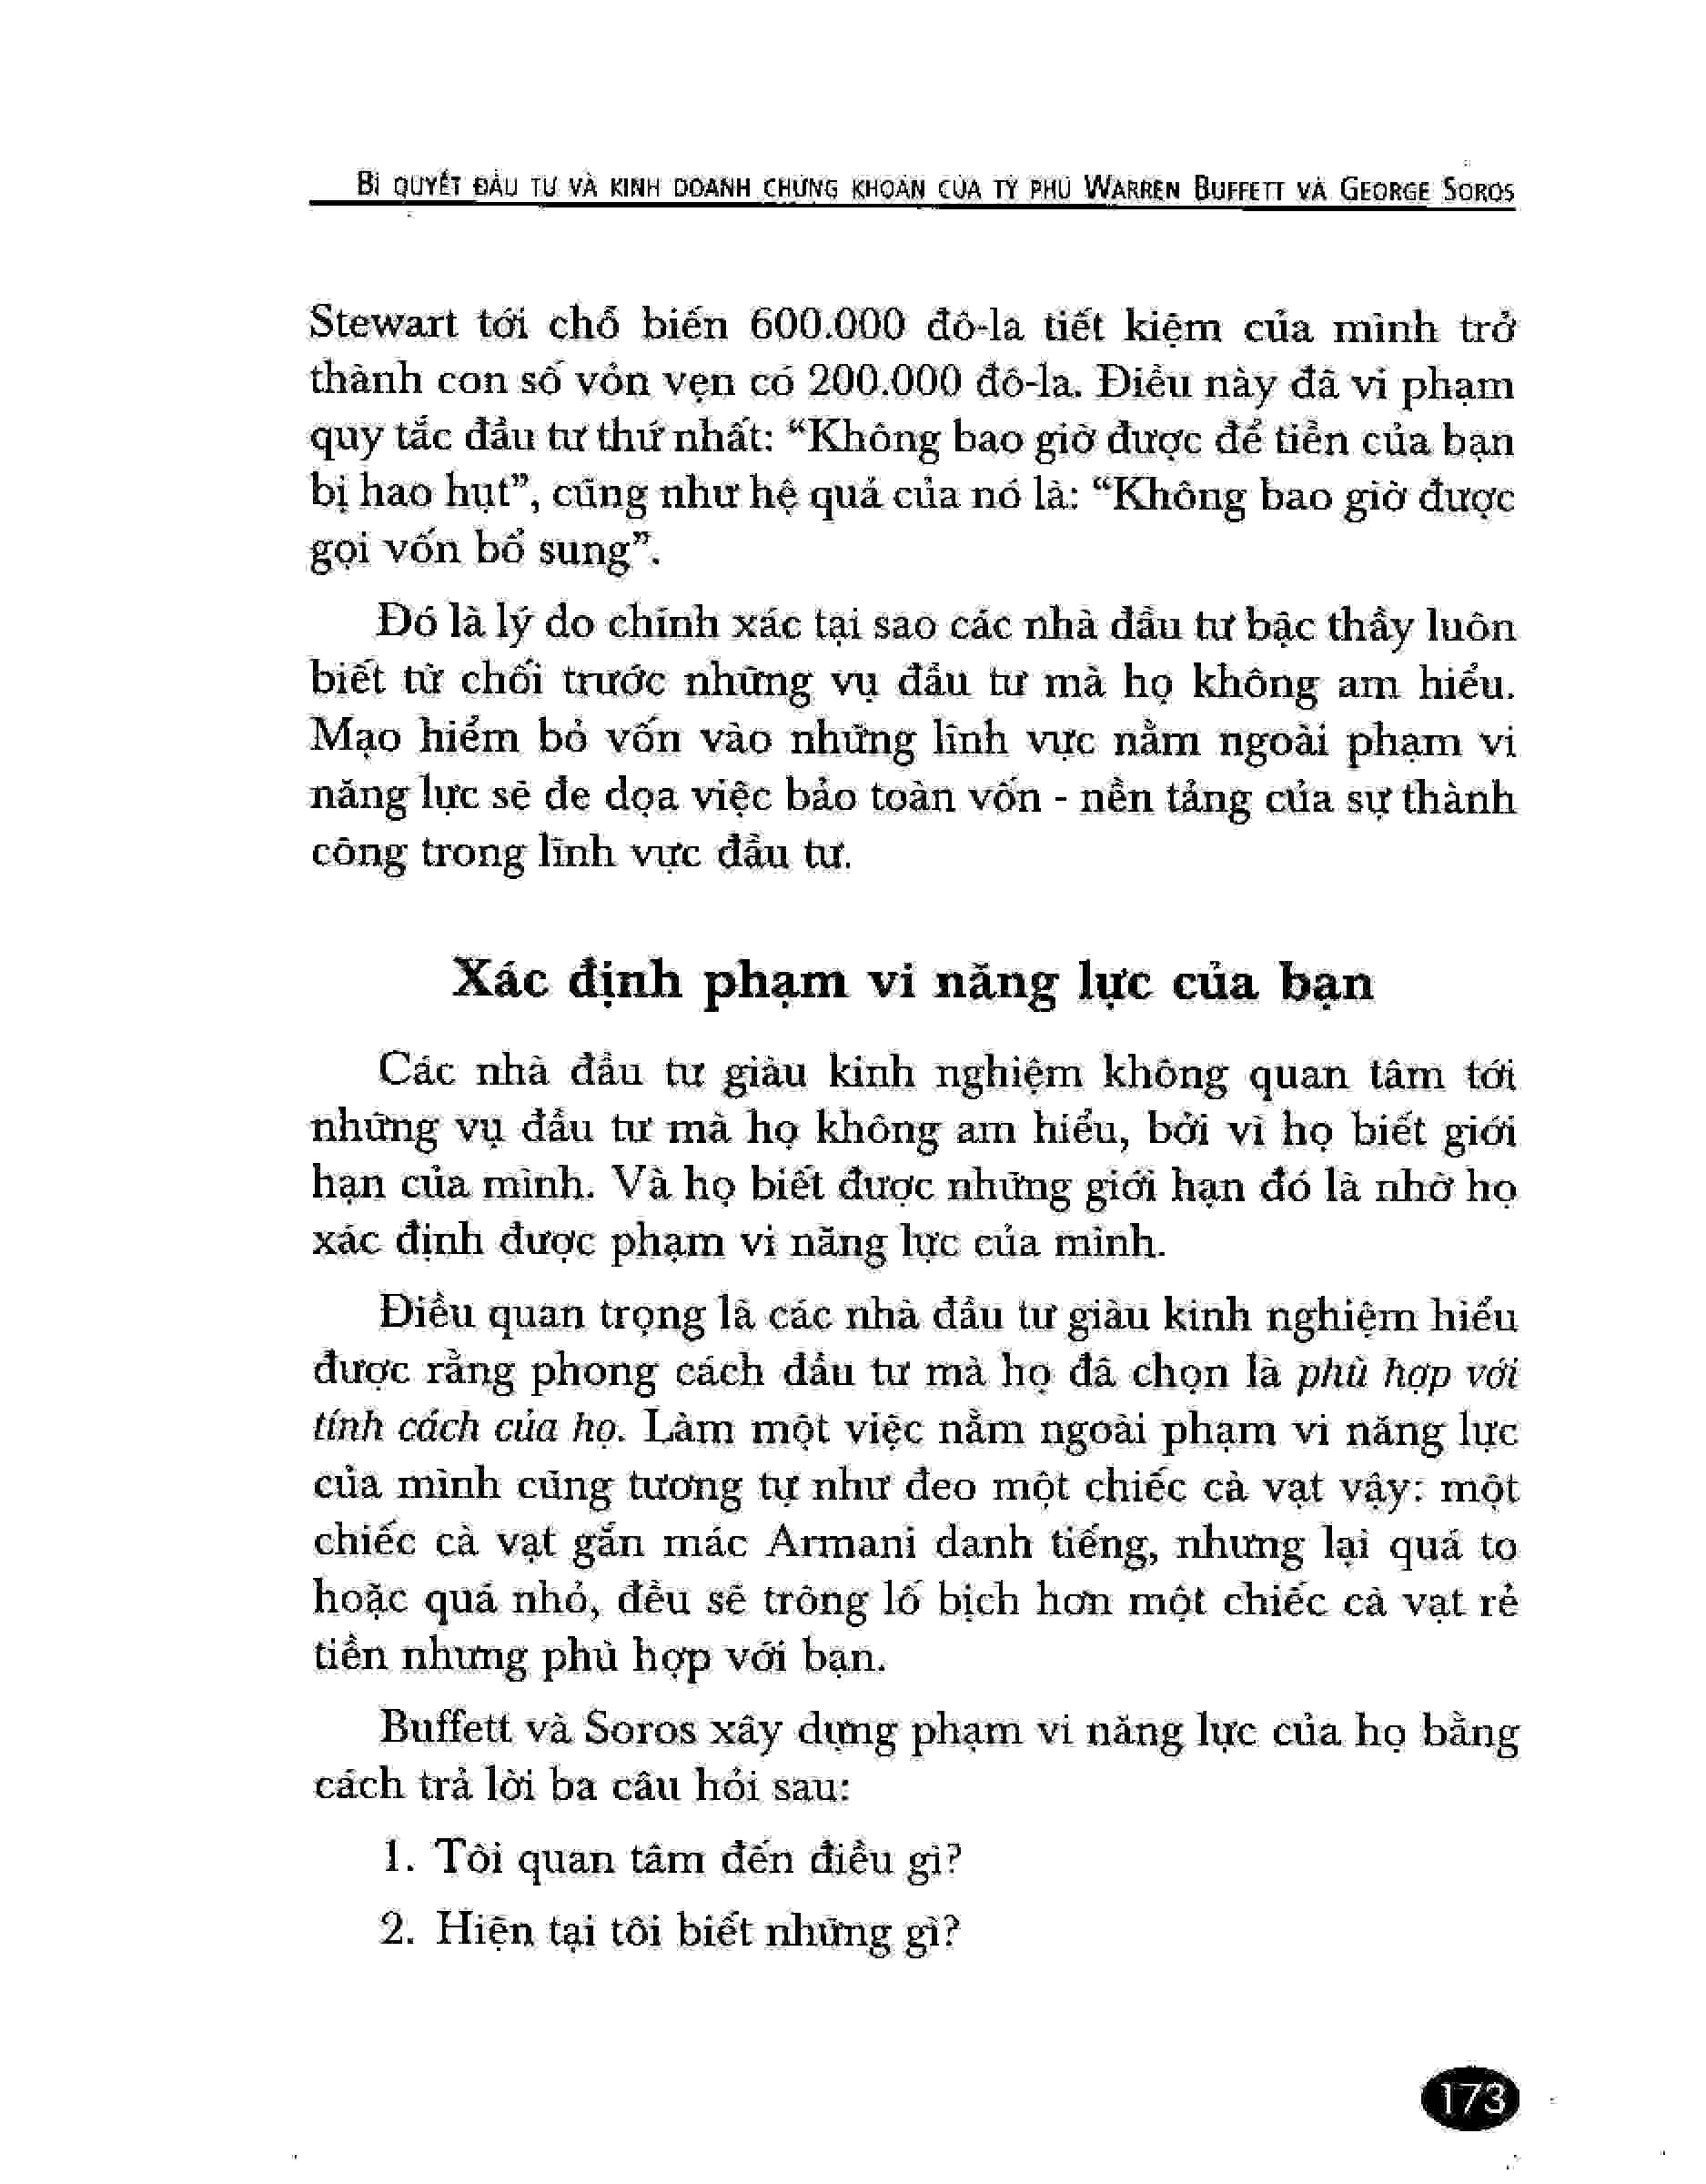 BÍ QUYẾT ĐẦU TƯ VÀ KINH DOANH CHỨNG KHOÁN CỦA TỶ PHÚ WARREN BUFFETT VÀ GEORGE SOROS
Stewart tới chỗ biến 600.000 đô-la tiết kiệm của mình trở
thành con số vỏn vẹn có 200.000 đô-la. Điều này đã vi phạm
quy tắc đầu tư thứ nhất: “Không bao giờ được để tiền của bạn
bị hao hụt”, cũng như hệ quả của nó là: “Không bao giờ được
gọi vốn bổ sung”.
Đó là lý do chính xác tại sao các nhà đầu tư bậc thầy luôn
biết từ chối trước những vụ đầu tư mà họ không am hiểu.
Mạo hiểm bỏ vốn vào những lĩnh vực nằm ngoài phạm vi
năng lực sẽ đe dọa việc bảo toàn vốn - nền tảng của sự thành
công trong lĩnh vực đầu tư.
Xác định phạm vi năng lực của bạn
Các nhà đầu tư giàu kinh nghiệm không quan tâm tới
những vụ đầu tư mà họ không am hiểu, bởi vì họ biết giới
hạn của mình. Và họ biết được những giới hạn đó là nhờ họ
xác định được phạm vi năng lực của mình.
Điều quan trọng là các nhà đầu tư giàu kinh nghiệm hiểu
được rằng phong cách đầu tư mà họ đã chọn là phù hợp với
tính cách của họ. Làm một việc nằm ngoài phạm vi năng lực
của mình cũng tương tự như đeo một chiếc cà vạt vậy: một
chiếc cà vạt gắn mác Armani danh tiếng, nhưng lại quá to
hoặc quá nhỏ, đều sẽ trông lố bịch hơn một chiếc cà vạt rẻ
tiền nhưng phù hợp với bạn.
Buffett và Soros xây dựng phạm vi năng lực của họ bằng
cách trả lời ba câu hỏi sau:
1. Tôi quan tâm đến điều gì?
2. Hiện tại tôi biết những gì?
173